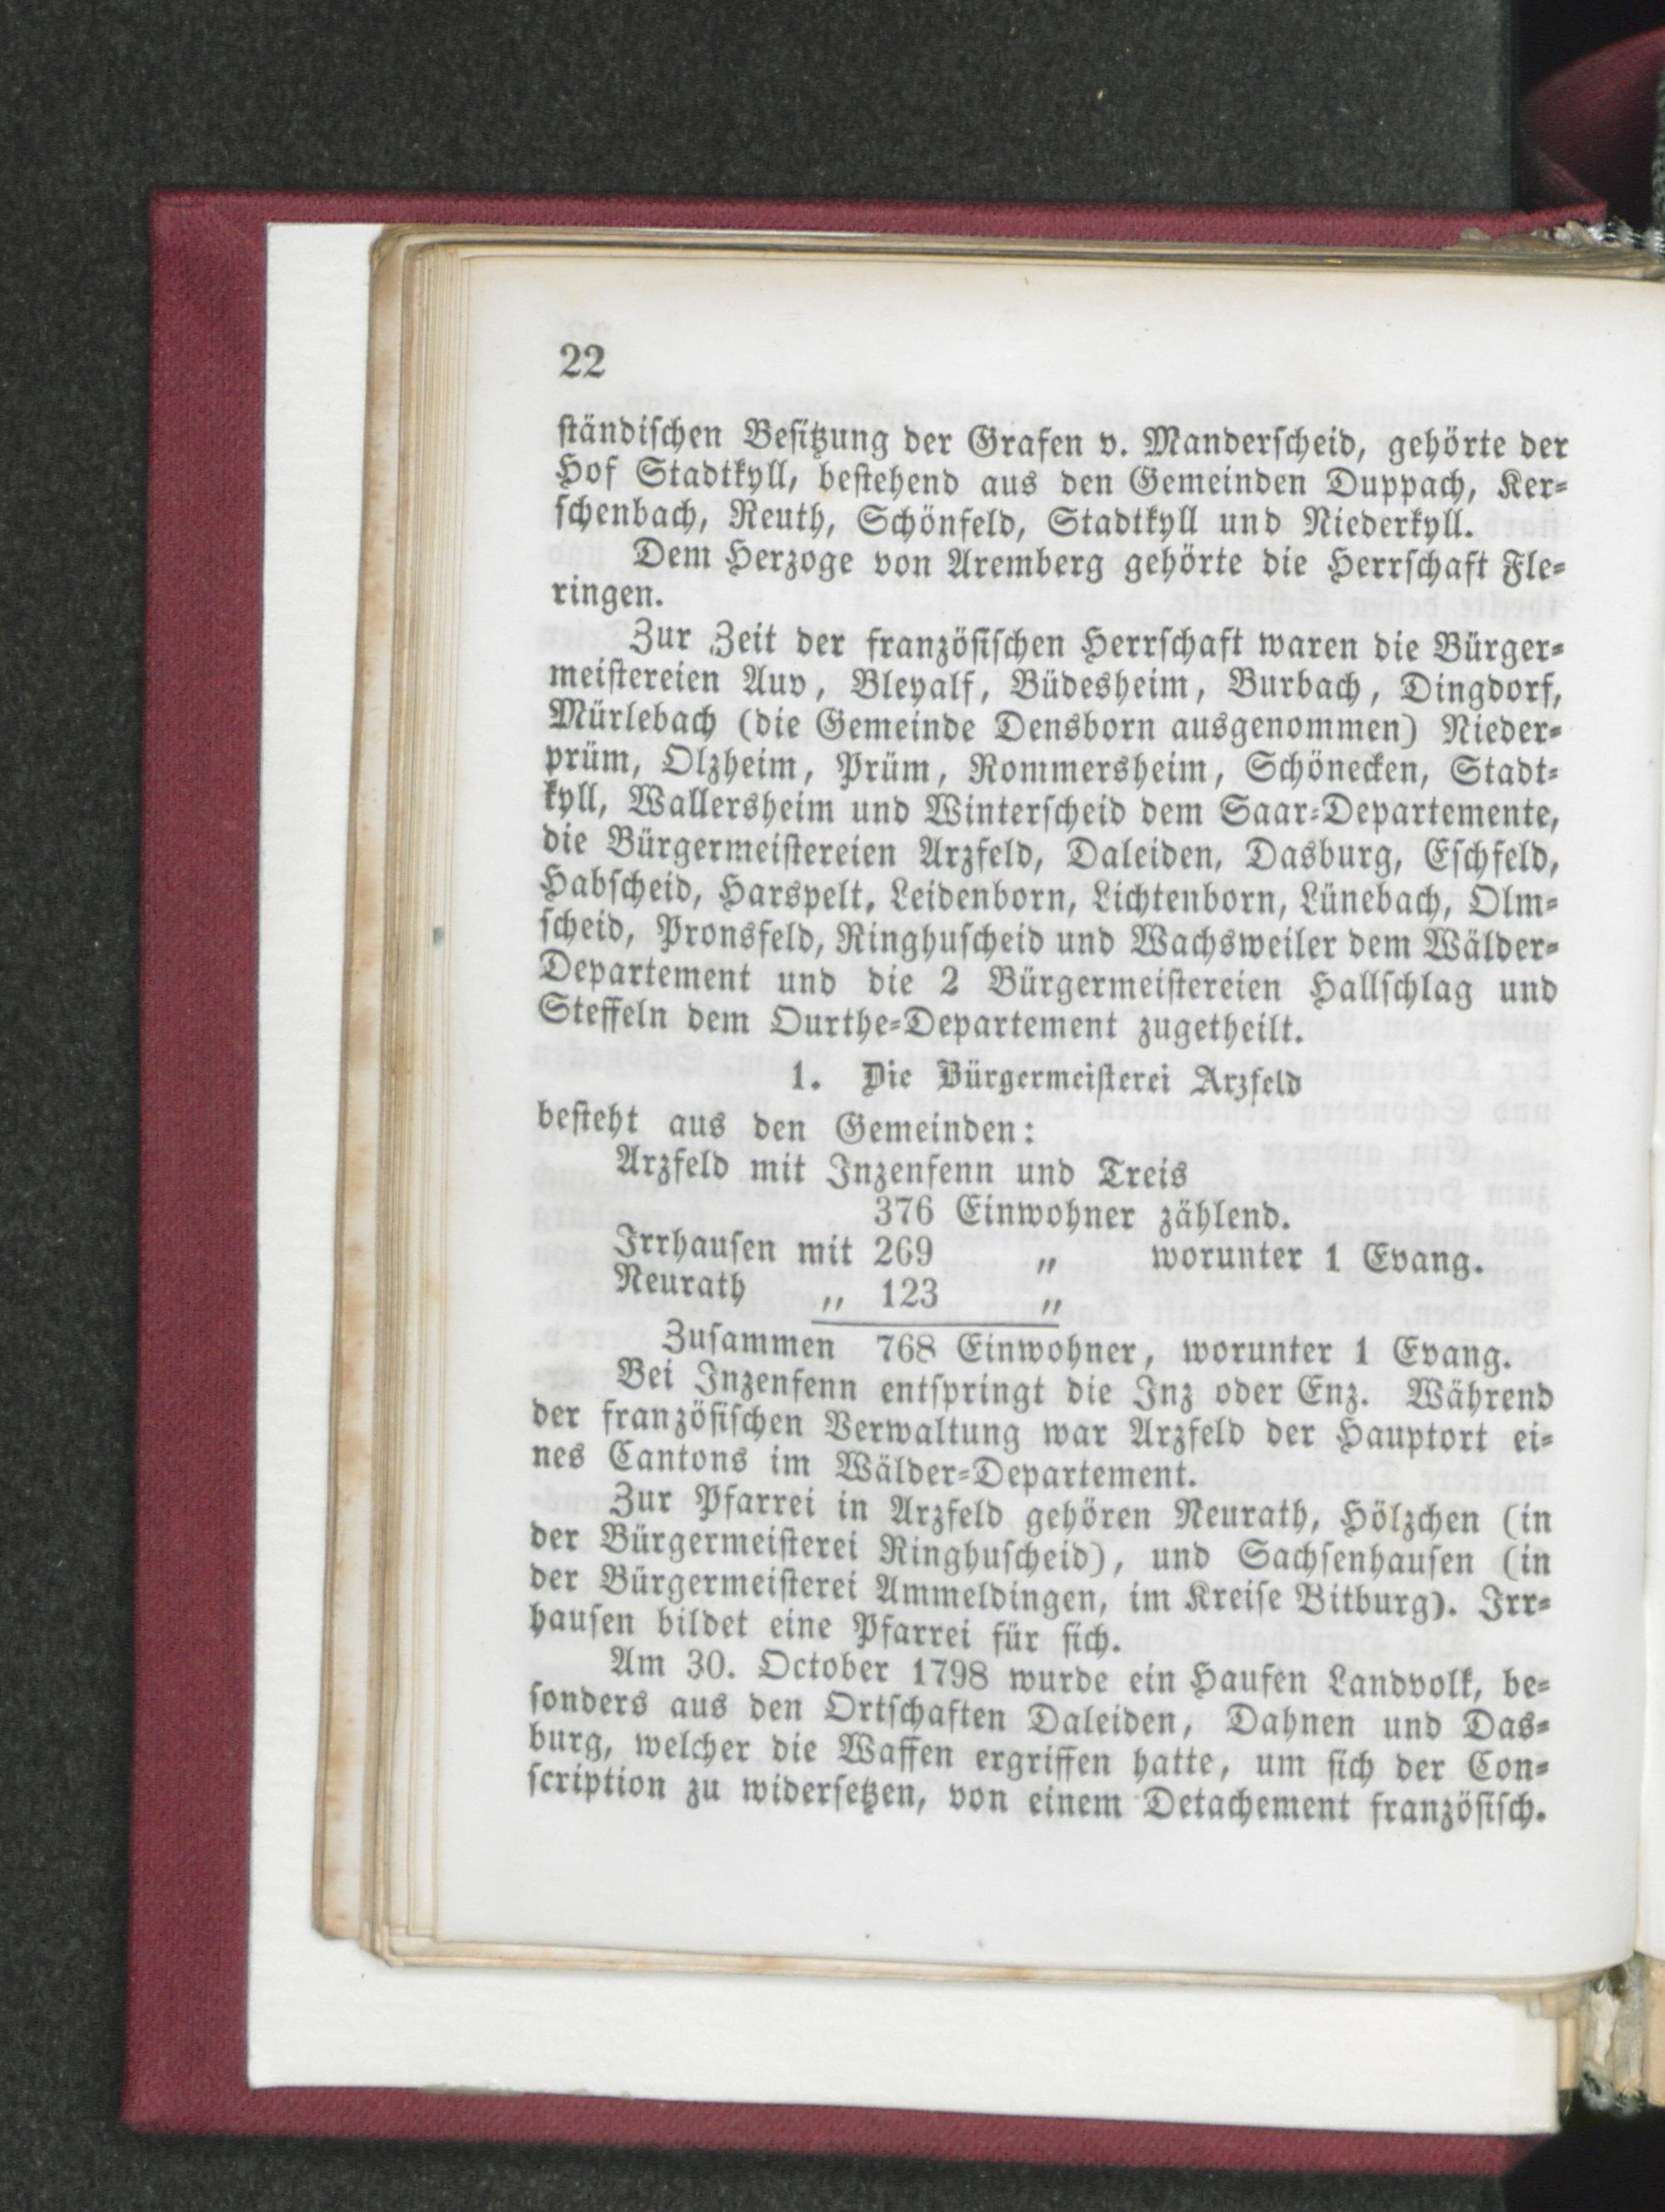 22
ständischen Besitzung der Grafen v. Manderscheid, gehörte der
Hof Stadtkyll, bestehend aus den Gemeinden Duppach, Ker-
schenbach, Reuth, Schönfeld, Stadtkyll und Niederkyll.
Dem Herzoge von Aremberg gehörte die Herrschaft Fle-
ringen.
Zur Zeit der französischen Herrschaft waren die Bürger-
meistereien Auv, Bleyalf, Büdesheim, Burbach, Dingdorf,
Mürlebach (die Gemeinde Densborn ausgenommen) Nieder-
prüm, Olzheim, Prüm, Rommersheim, Schönecken, Stadt-
kyll, Wallersheim und Winterscheid dem Saar-Departemente,
die Bürgermeistereien Arzfeld, Daleiden, Dasburg, Eschfeld,
Habscheid, Harspelt, Leidenborn, Lichtenborn, Lünebach, Olm-
scheid, Pronsfeld, Ringhuscheid und Wachsweiler dem Wälder-
Departement und die 2 Bürgermeistereien Hallschlag und
Steffeln dem Ourthe-Departement zugetheilt.
1. Die Bürgermeisterei Arzfeld
besteht aus den Gemeinden:
Arzfeld mit Inzenfenn und Treis
376 Einwohner zählend.
Irrhausen mit 269 „ worunter 1 Evang.
Neurath „ 123 „
Zusammen 768 Einwohner, worunter 1 Evang.
Bei Inzenfenn entspringt die Inz oder Enz. Während
der französischen Verwaltung war Arzfeld der Hauptort ei-
nes Cantons im Wälder-Departement.
Zur Pfarrei in Arzfeld gehören Neurath, Hölzchen (in
der Bürgermeisterei Ringhuscheid), und Sachsenhausen (in
der Bürgermeisterei Ammeldingen, im Kreise Bitburg). Irr-
hausen bildet eine Pfarrei für sich.
Am 30. October 1798 wurde ein Haufen Landvolk, be-
sonders aus den Ortschaften Daleiden, Dahnen und Das-
burg, welcher die Waffen ergriffen hatte, um sich der Con-
scription zu widersetzen, von einem Detachement französisch.